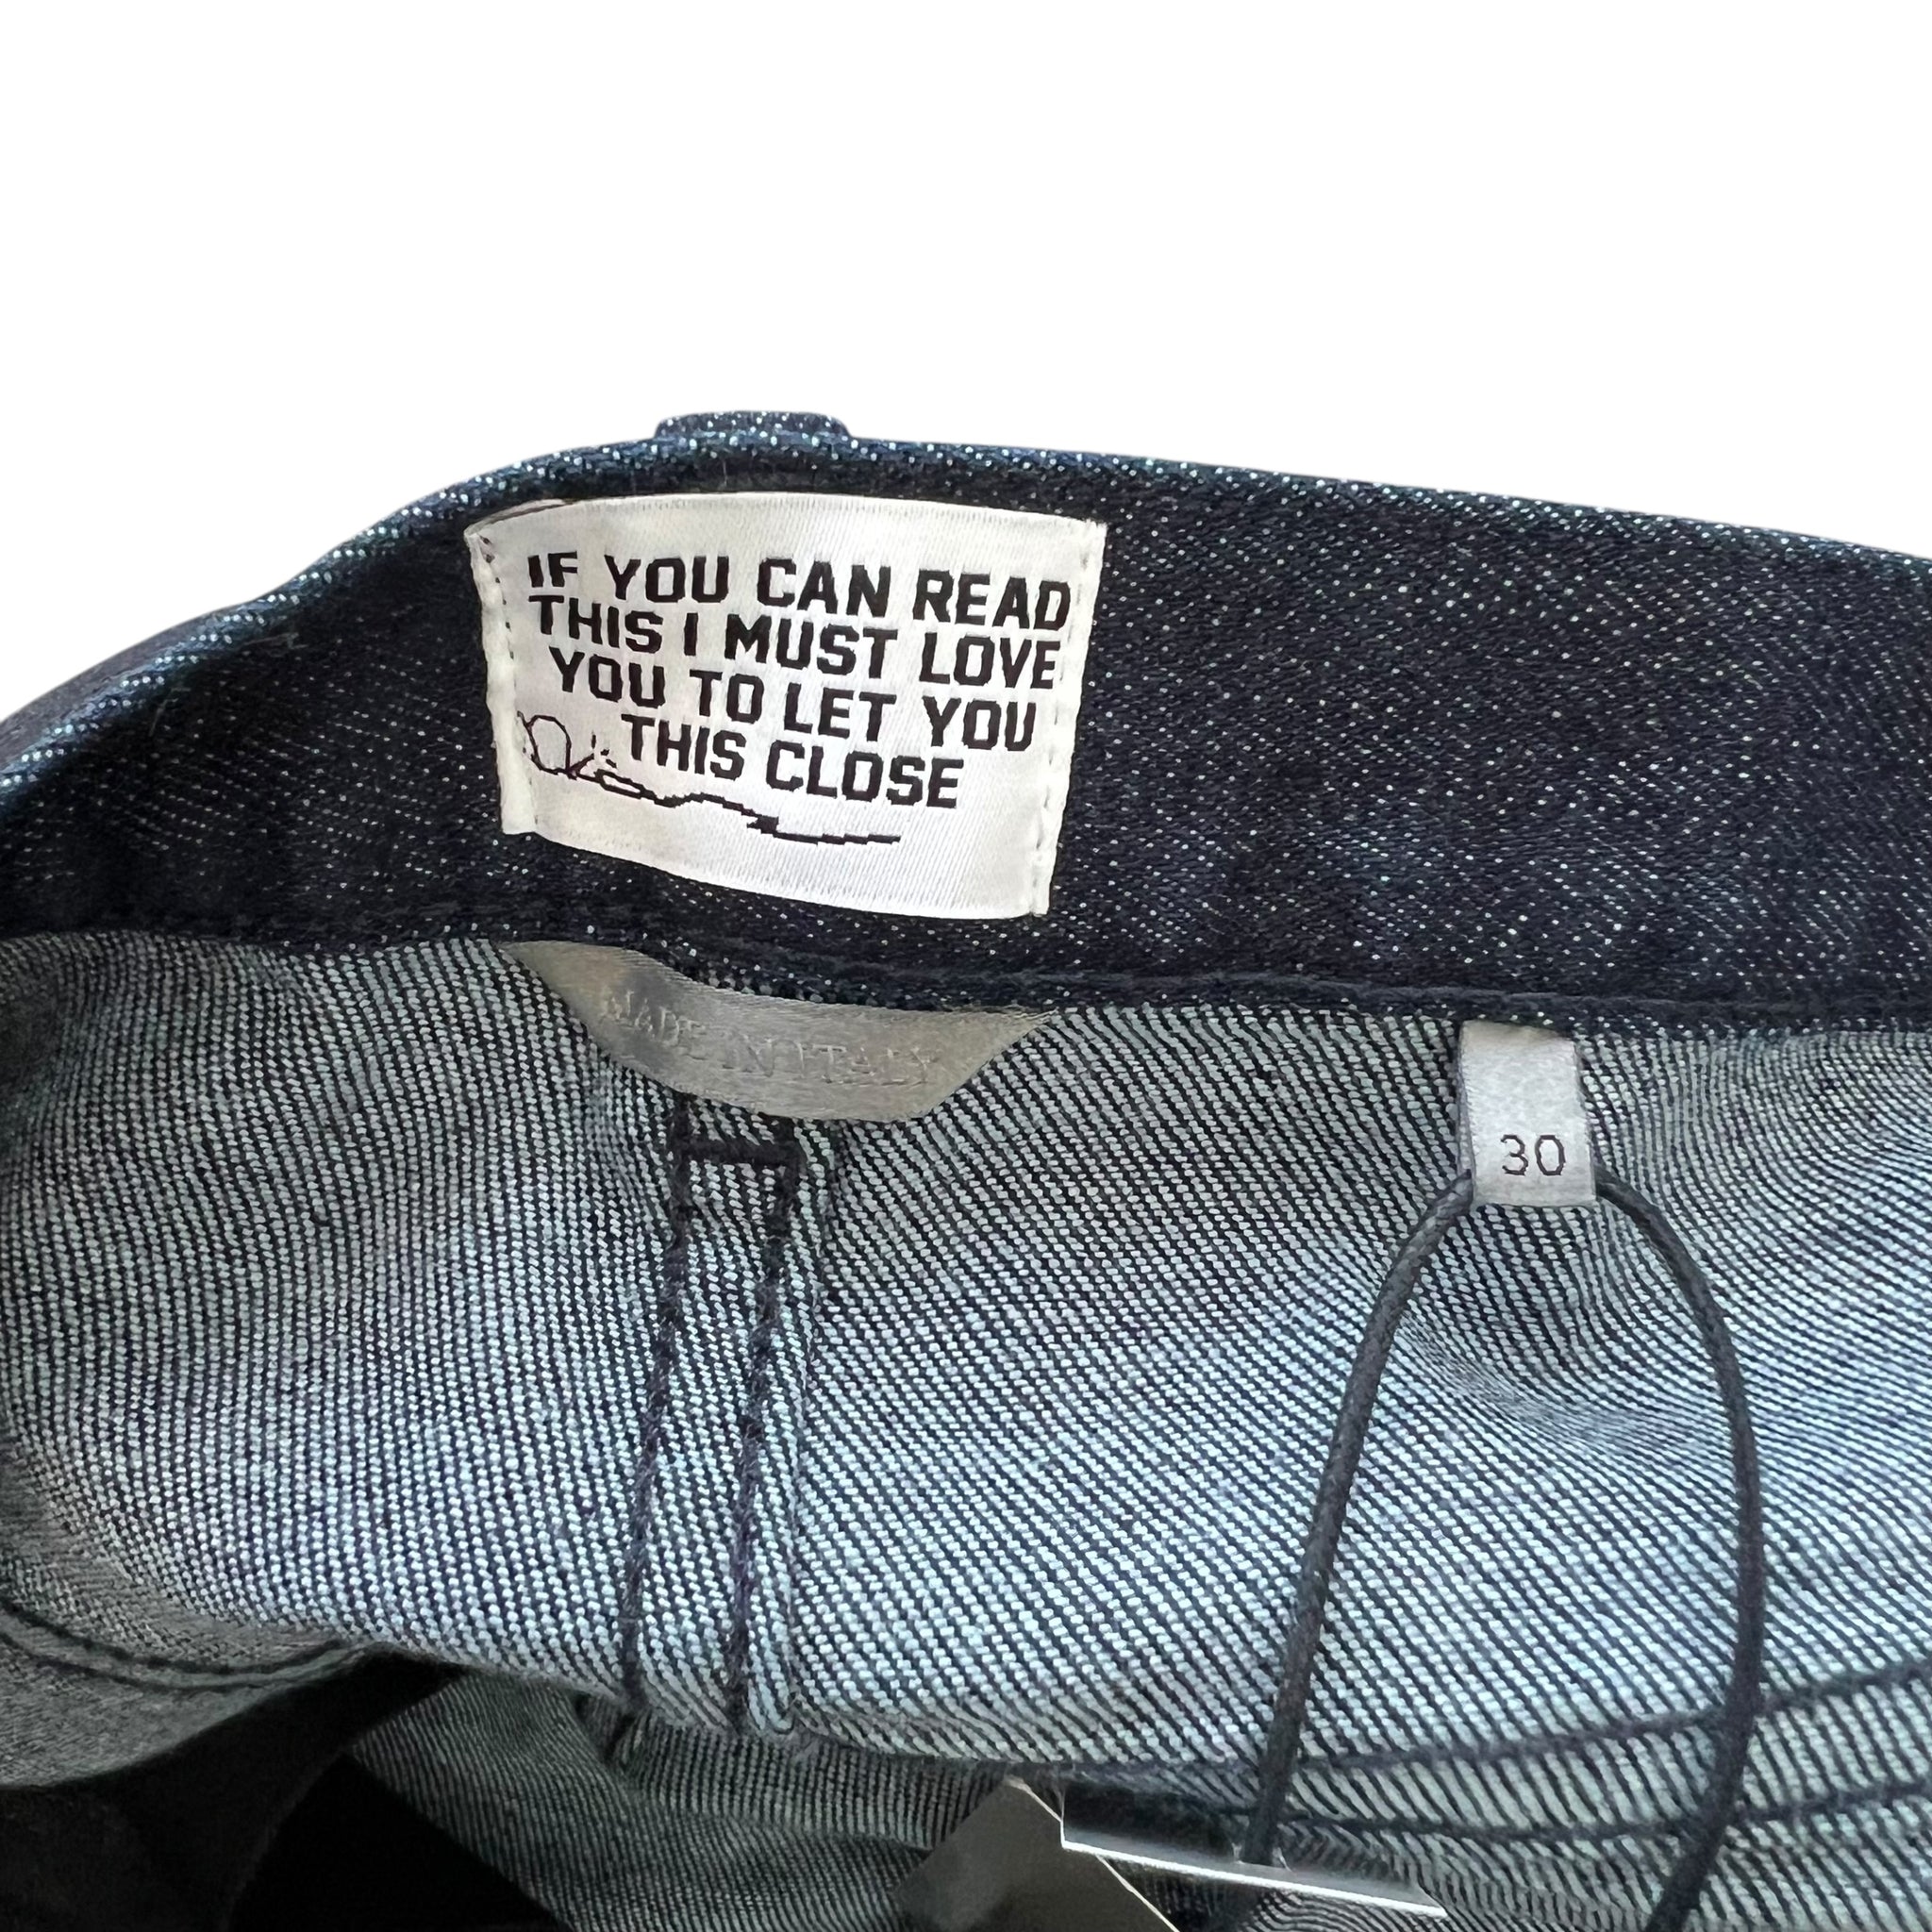 IF YOU CAN READ
THIS I MUST LOVE
YOU TO LET YOU
THIS CLOSE
MADE IN ITALY
30